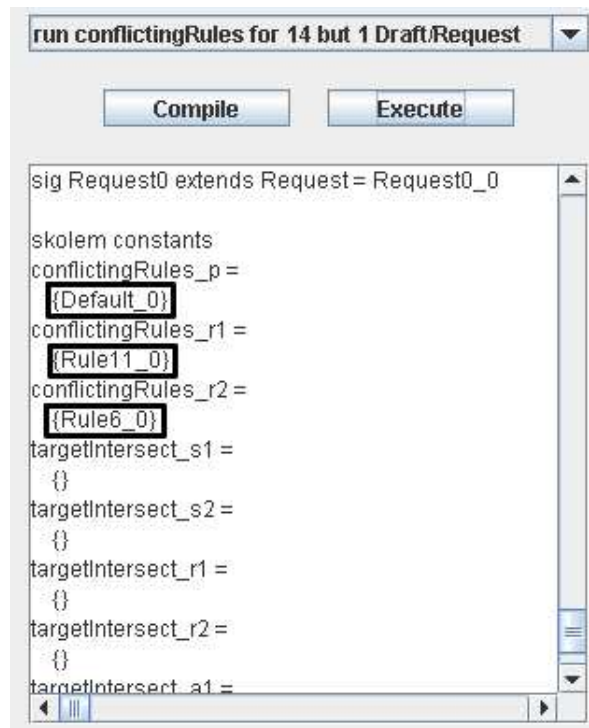 run conflictingRules for 14 but 1 Draft/Request
Compile
Execute
sig Request0 extends Request = Request0_0
skolem constants
conflictingRules_p =
{Default_0}
conflictingRules_r1 =
{Rule11_0}
conflictingRules_r2 =
{Rule6_0}
targetIntersect_s1 =
{}
targetIntersect_s2 =
{}
targetIntersect_r1 =
{}
targetIntersect_r2 =
{}
targetIntersect_a1 =